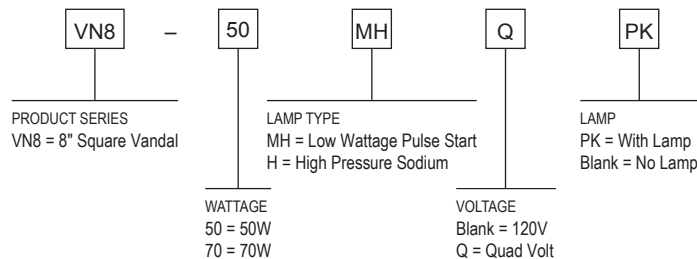 VN8 – 50 MH Q PK
PRODUCT SERIES
VN8 = 8" Square Vandal
LAMP TYPE
MH = Low Wattage Pulse Start
H = High Pressure Sodium
LAMP
PK = With Lamp
Blank = No Lamp
WATTAGE
50 = 50W
70 = 70W
VOLTAGE
Blank = 120V
Q = Quad Volt